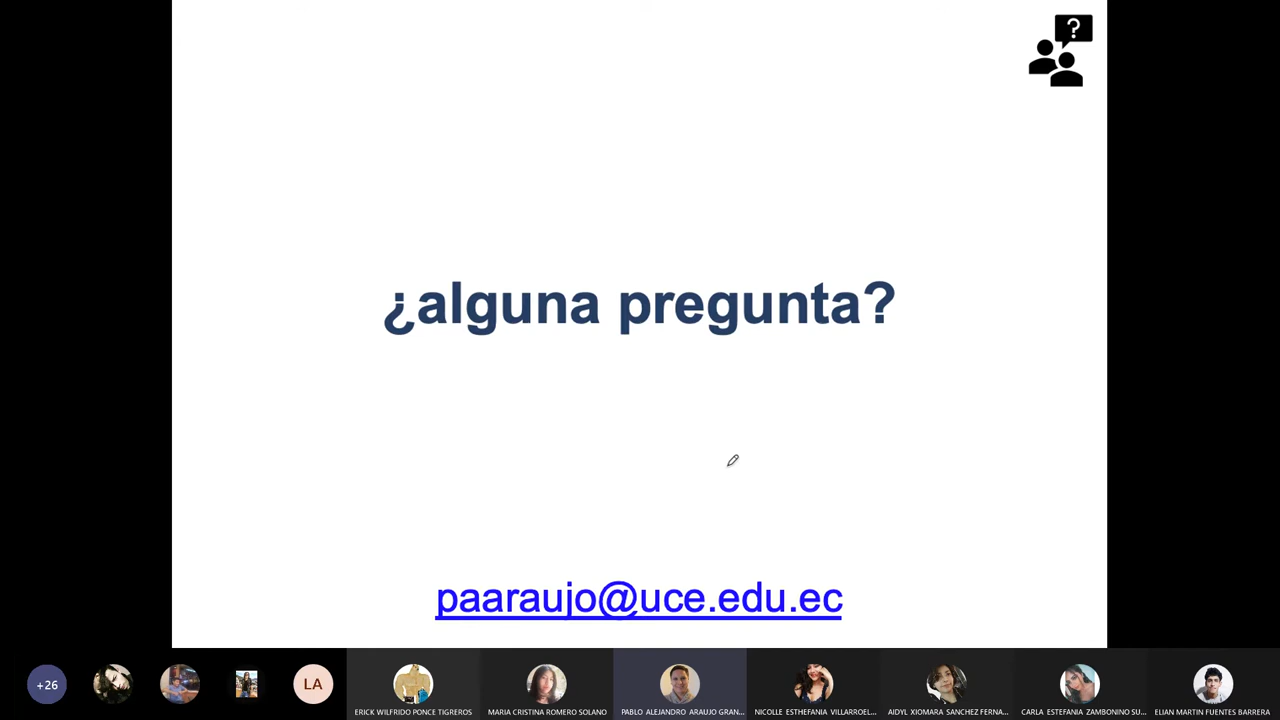 ?
¿alguna pregunta?
paaraujo@uce.edu.ec
+26
LA
ERICK WILFRIDO PONCE TIGREROS
MARIA CRISTINA ROMERO SOLANO
PABLO ALEJANDRO ARAUJO GRAN...
NICOLLE ESTHEFANIA VILLARROEL...
AIDYL XIOMARA SANCHEZ FERNA...
CARLA ESTEFANIA ZAMBONINO SU...
ELIAN MARTIN FUENTES BARRERA